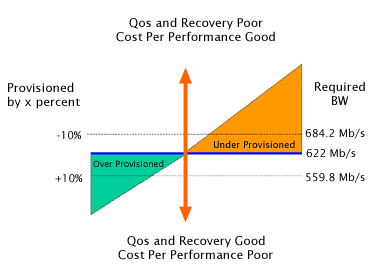 Qos and Recovery Poor
Cost Per Performance Good
Provisioned
by x percent
Required
BW
-10%
684.2 Mb/s
Under Provisioned
622 Mb/s
Over Provisioned
+10%
559.8 Mb/s
Qos and Recovery Good
Cost Per Performance Poor